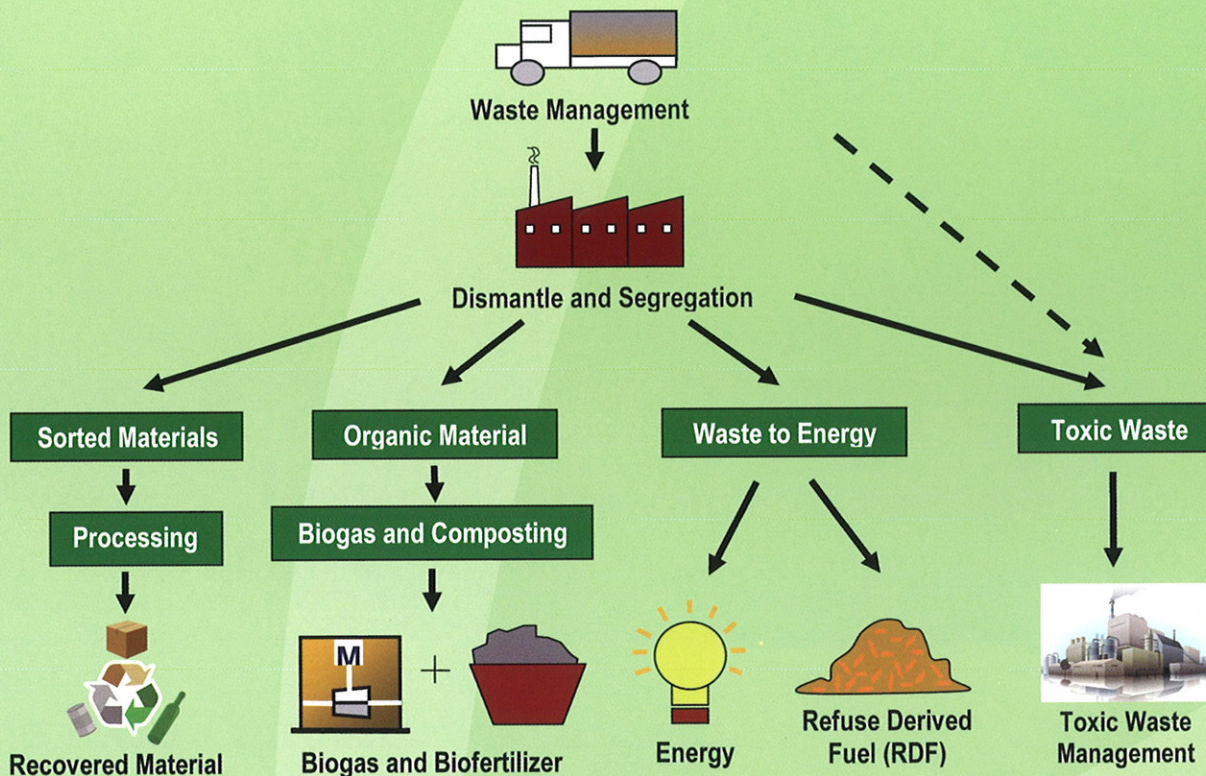 Waste Management
Dismantle and Segregation
Sorted Materials
Organic Material
Waste to Energy
Toxic Waste
Processing
Biogas and Composting
M
+
Recovered Material
Biogas and Biofertilizer
Energy
Refuse Derived
Fuel (RDF)
Toxic Waste
Management